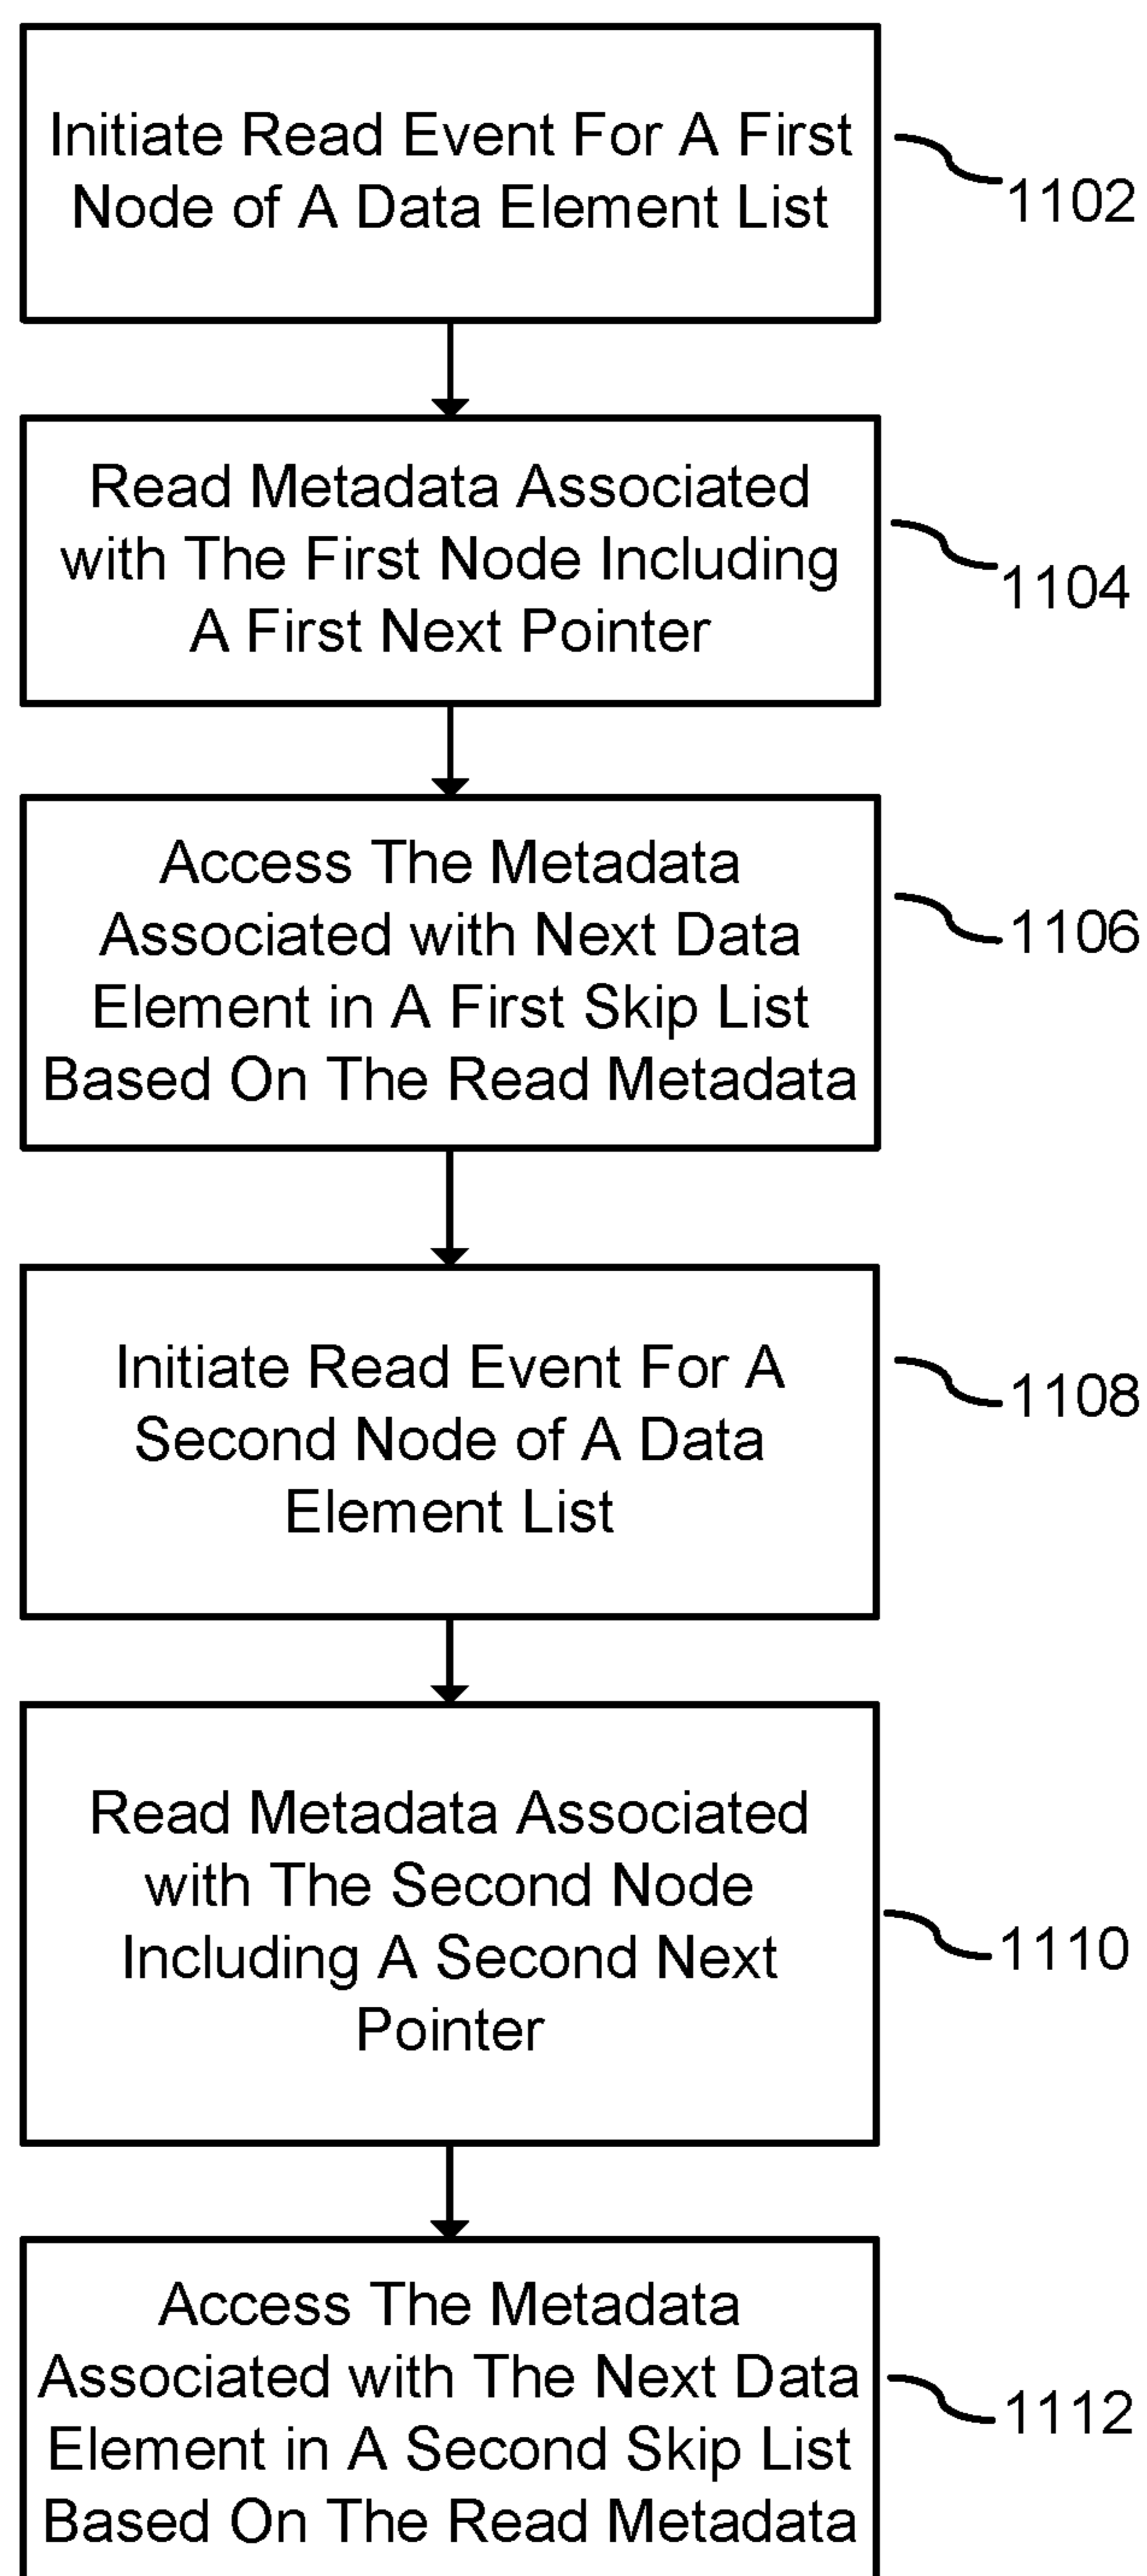 Initiate Read Event For A First
Node of A Data Element List
1102
Read Metadata Associated
with The First Node Including
A First Next Pointer
1104
Access The Metadata
Associated with Next Data
Element in A First Skip List
Based On The Read Metadata
1106
Initiate Read Event For A
Second Node of A Data
Element List
1108
Read Metadata Associated
with The Second Node
Including A Second Next
Pointer
1110
Access The Metadata
Associated with The Next Data
Element in A Second Skip List
Based On The Read Metadata
1112